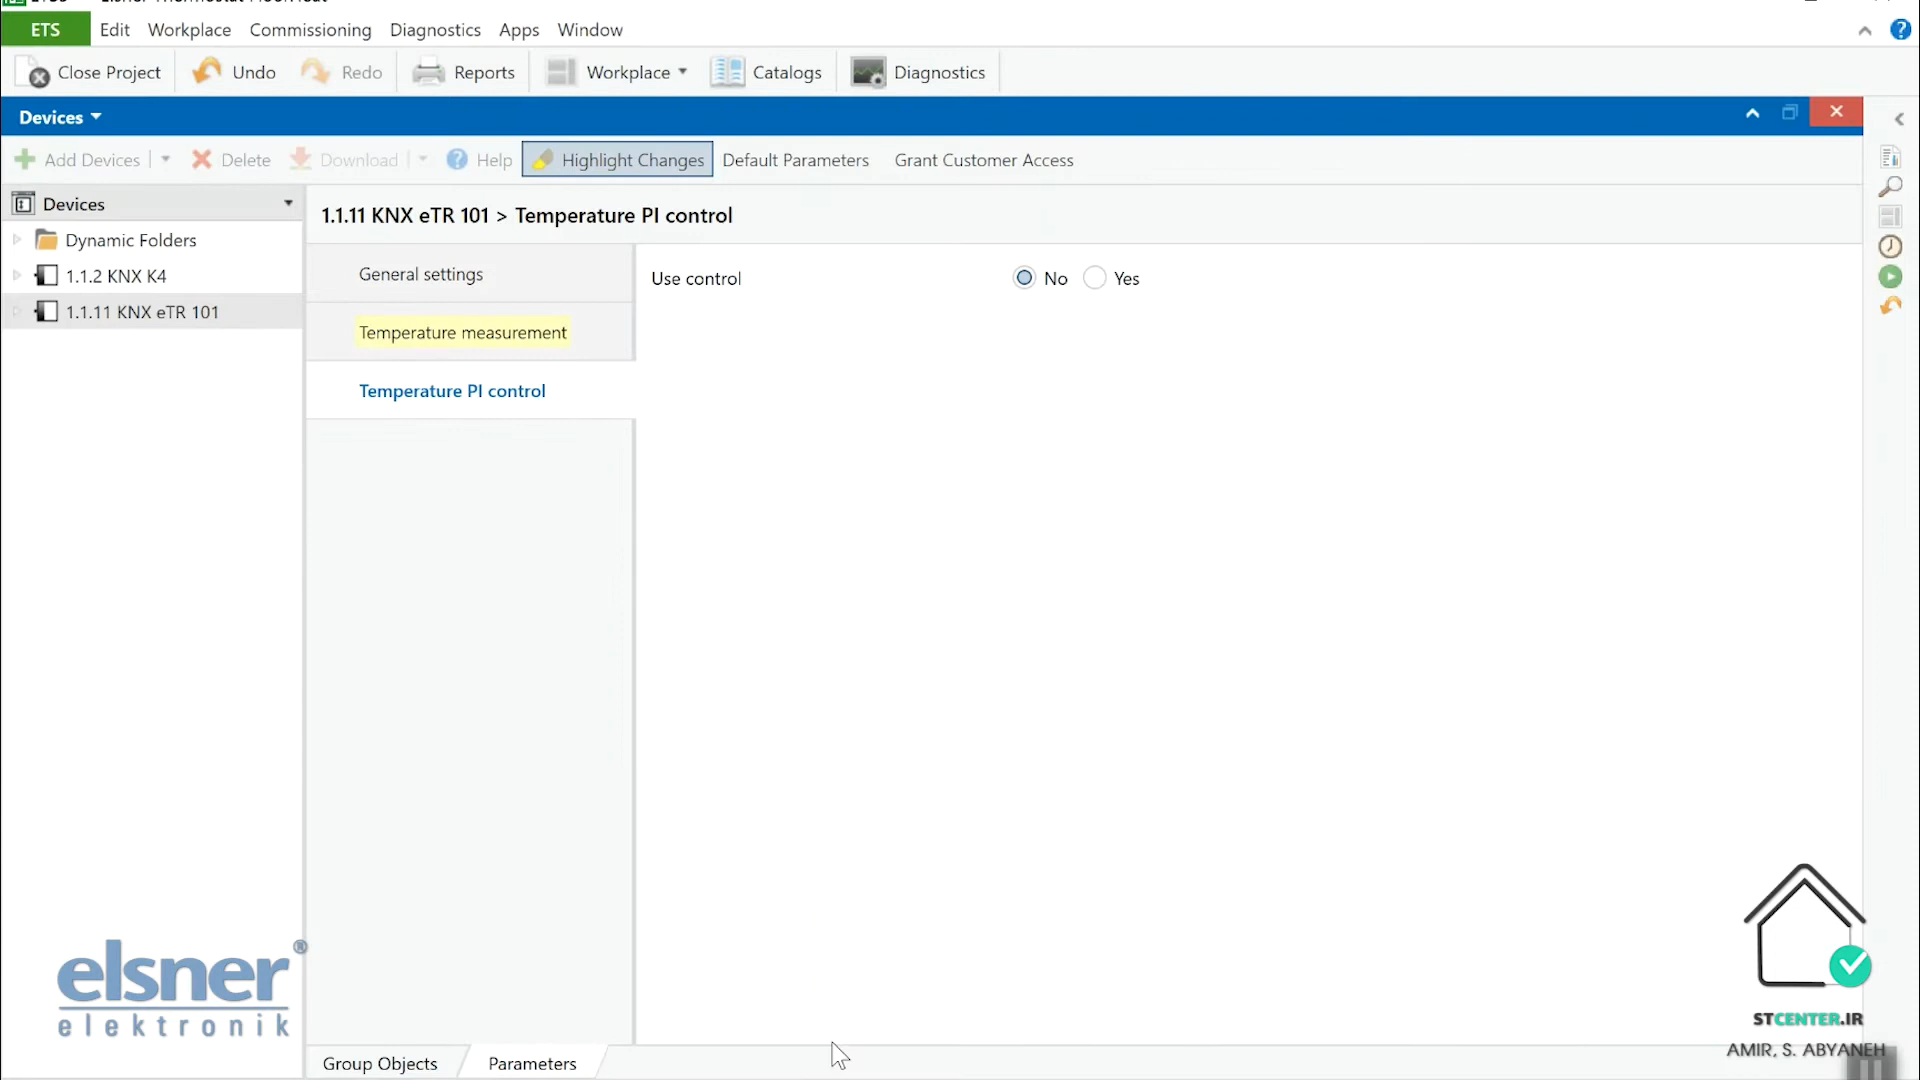 ETS Edit Workplace Commissioning Diagnostics Apps Window
Close Project Undo Redo Reports Workplace Catalogs Diagnostics
Devices
Add Devices Delete Download Help Highlight Changes Default Parameters Grant Customer Access
Devices
Dynamic Folders
1.1.2 KNX K4
1.1.11 KNX eTR 101
1.1.11 KNX eTR 101 > Temperature PI control
General settings
Temperature measurement
Temperature PI control
Use control No Yes
elsner®
elektronik
STCENTER.IR
AMIR, S. ABYANEH
Group Objects Parameters